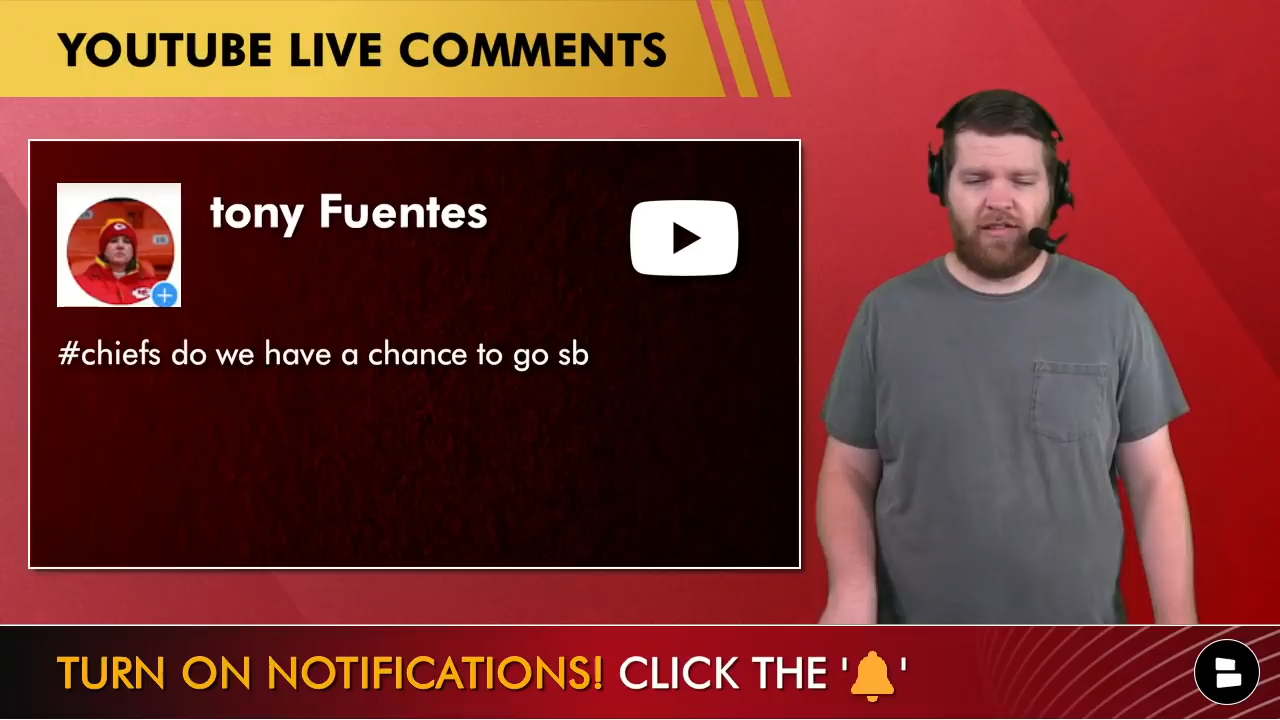 YOUTUBE LIVE COMMENTS
tony Fuentes
#chiefs do we have a chance to go sb
TURN ON NOTIFICATIONS! CLICK THE '🔔'